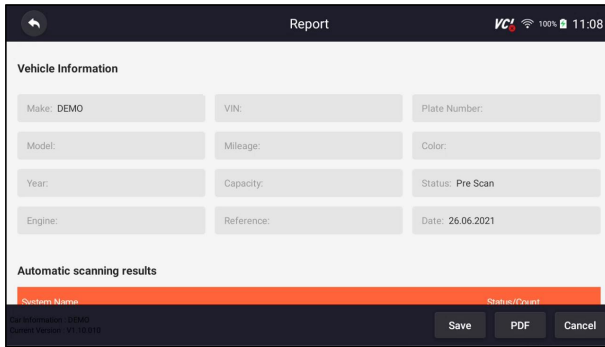 Report
VCI 100% 11:08
Vehicle Information
Make: DEMO
VIN:
Plate Number:
Model:
Mileage:
Color:
Year:
Capacity:
Status: Pre Scan
Engine:
Reference:
Date: 26.06.2021
Automatic scanning results
System Name Status/Count
Car Information : DEMO
Current Version : V1.10.010
Save PDF Cancel